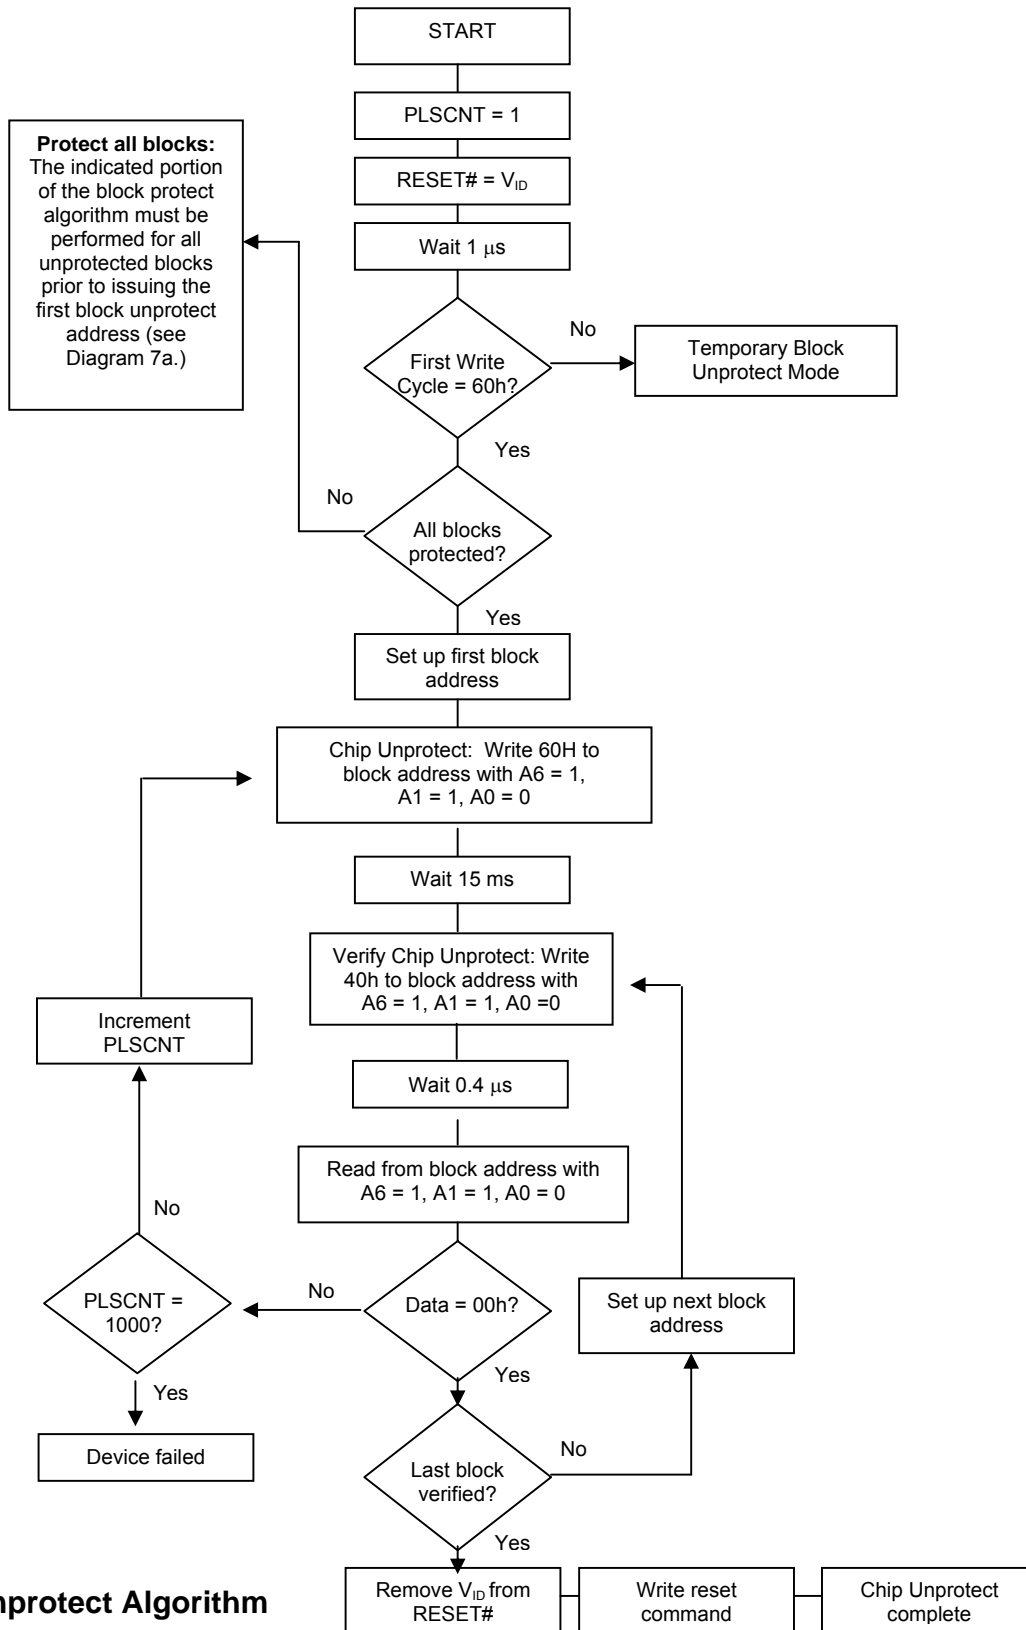 START
PLSCNT = 1
RESET# = VID
Wait 1 μs
Protect all blocks:
The indicated portion
of the block protect
algorithm must be
performed for all
unprotected blocks
prior to issuing the
first block unprotect
address (see
Diagram 7a.)
First Write
Cycle = 60h?
No
Temporary Block
Unprotect Mode
Yes
No
All blocks
protected?
Yes
Set up first block
address
Chip Unprotect: Write 60H to
block address with A6 = 1,
A1 = 1, A0 = 0
Wait 15 ms
Verify Chip Unprotect: Write
40h to block address with
A6 = 1, A1 = 1, A0 =0
Increment
PLSCNT
Wait 0.4 μs
Read from block address with
A6 = 1, A1 = 1, A0 = 0
No
PLSCNT =
1000?
No
Data = 00h?
Set up next block
address
Yes
Yes
Device failed
No
Last block
verified?
Yes
nprotect Algorithm
Remove VID from
RESET#
Write reset
command
Chip Unprotect
complete